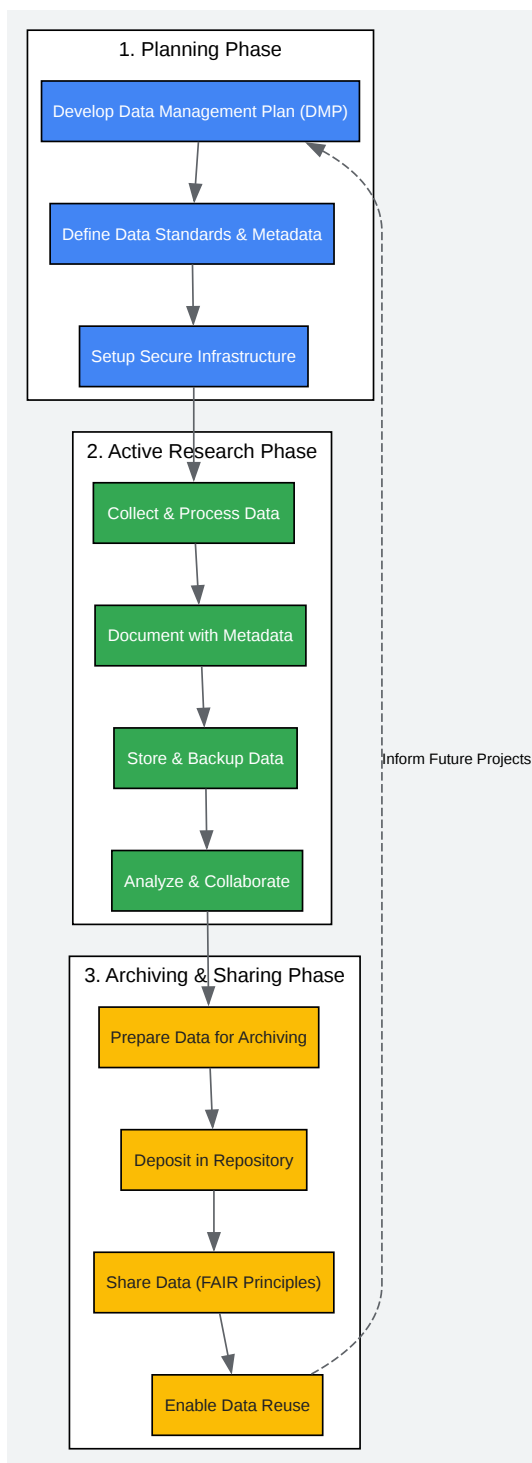 1. Planning Phase
Develop Data Management Plan (DMP)
Define Data Standards & Metadata
Setup Secure Infrastructure
2. Active Research Phase
Collect & Process Data
Document with Metadata
Store & Backup Data
Inform Future Projects
Analyze & Collaborate
3. Archiving & Sharing Phase
Prepare Data for Archiving
Deposit in Repository
Share Data (FAIR Principles)
Enable Data Reuse